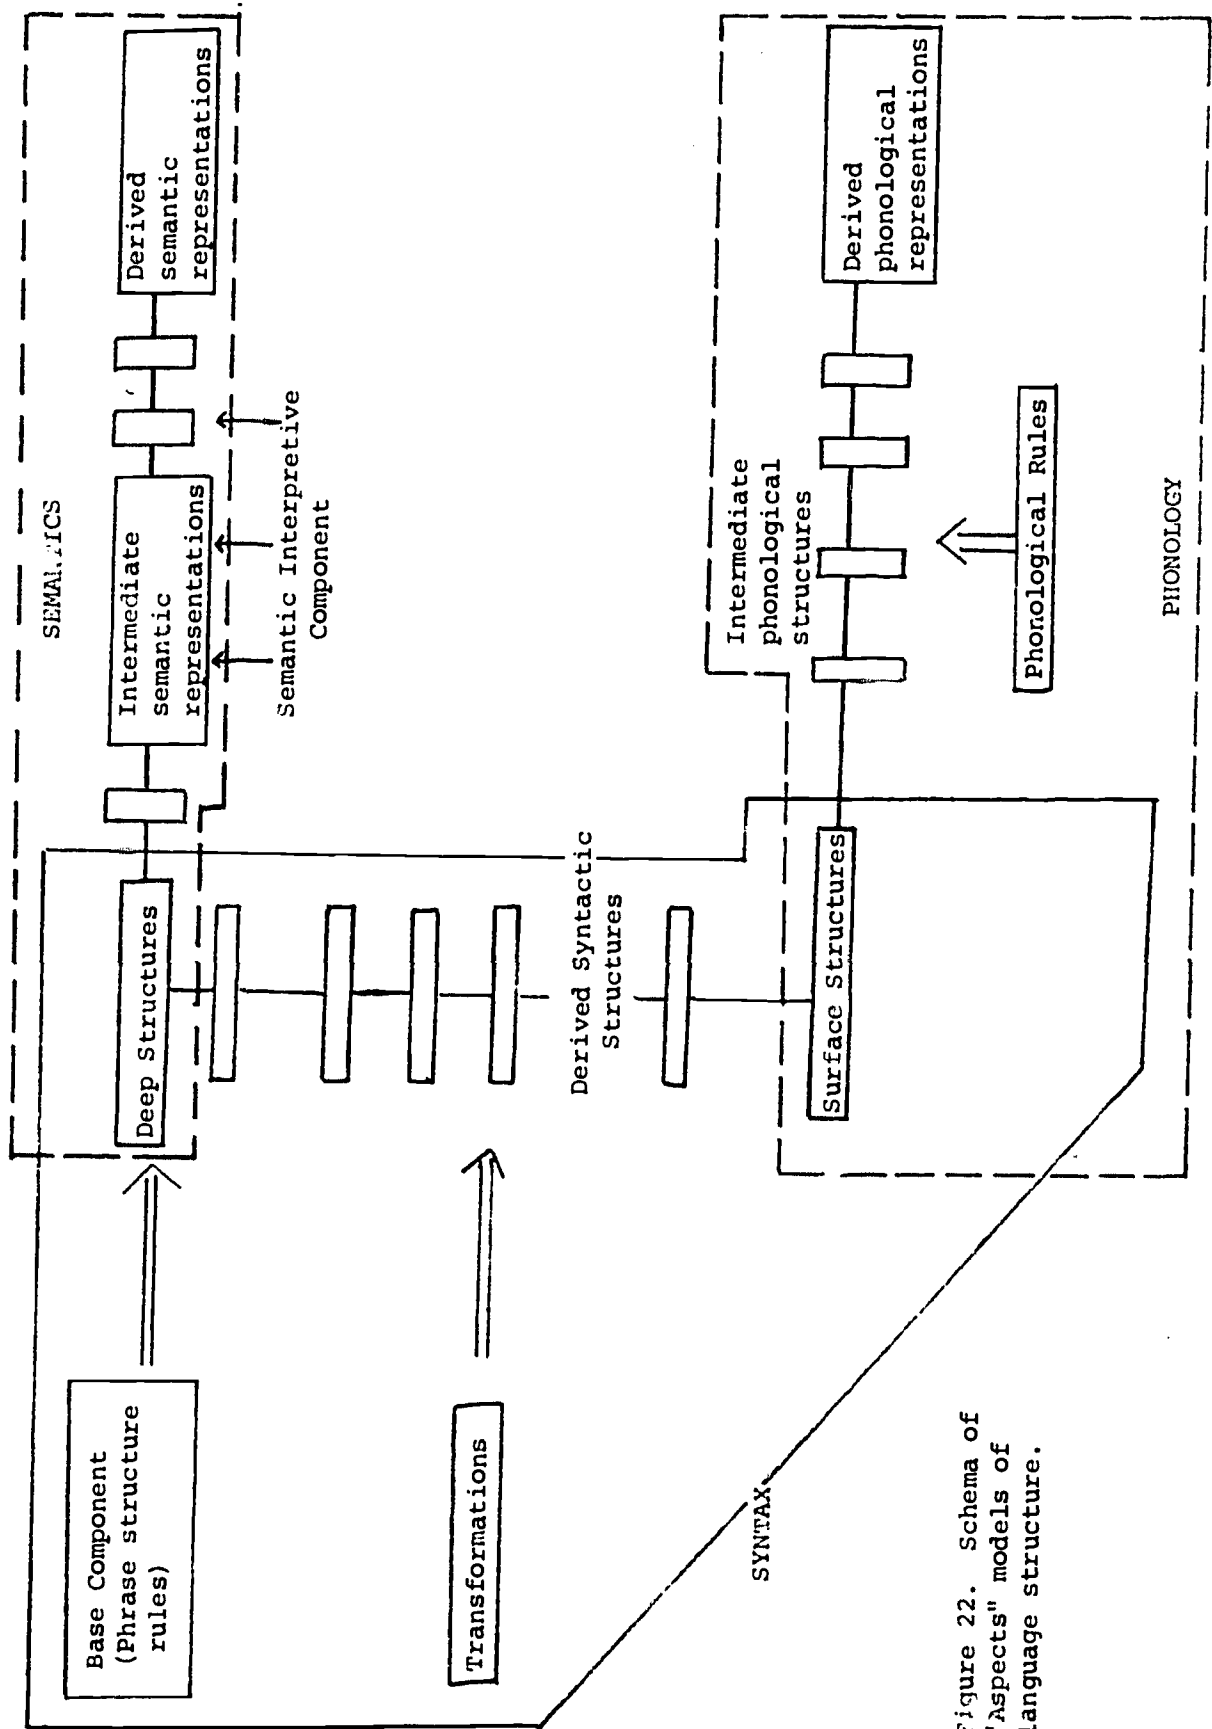 SEMANTICS
Base Component
(Phrase structure
rules)
Deep Structures
Intermediate
semantic
representations
Derived
semantic
representations
Semantic Interpretive
Component
Transformations
Derived Syntactic
Structures
Intermediate
phonological
structures
Surface Structures
Derived
phonological
representations
Phonological Rules
SYNTAX
PHONOLOGY
Figure 22. Schema of
"Aspects" models of
language structure.